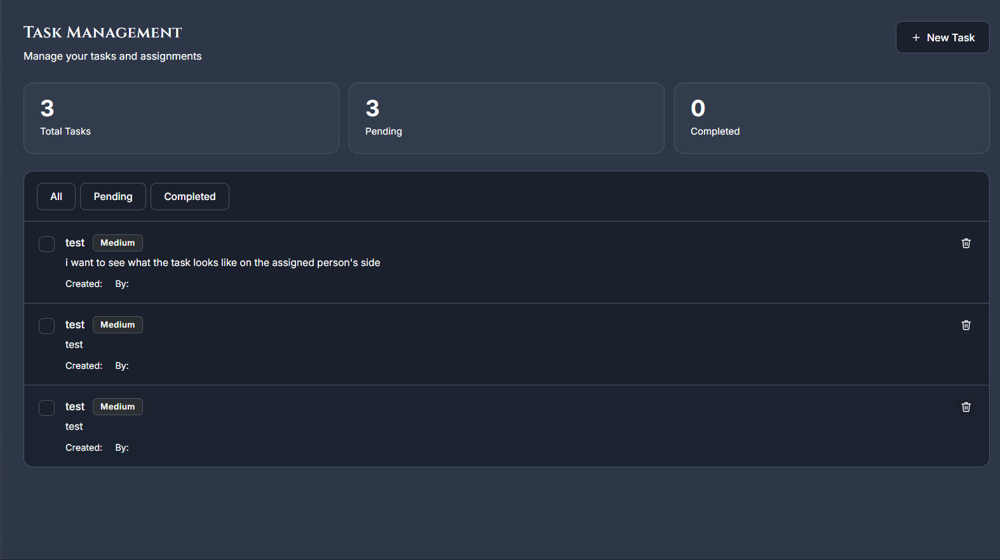 Task Management
Manage your tasks and assignments
+ New Task
3
Total Tasks
3
Pending
0
Completed
All
Pending
Completed
test Medium
i want to see what the task looks like on the assigned person's side
Created: By:
test Medium
test
Created: By:
test Medium
test
Created: By: